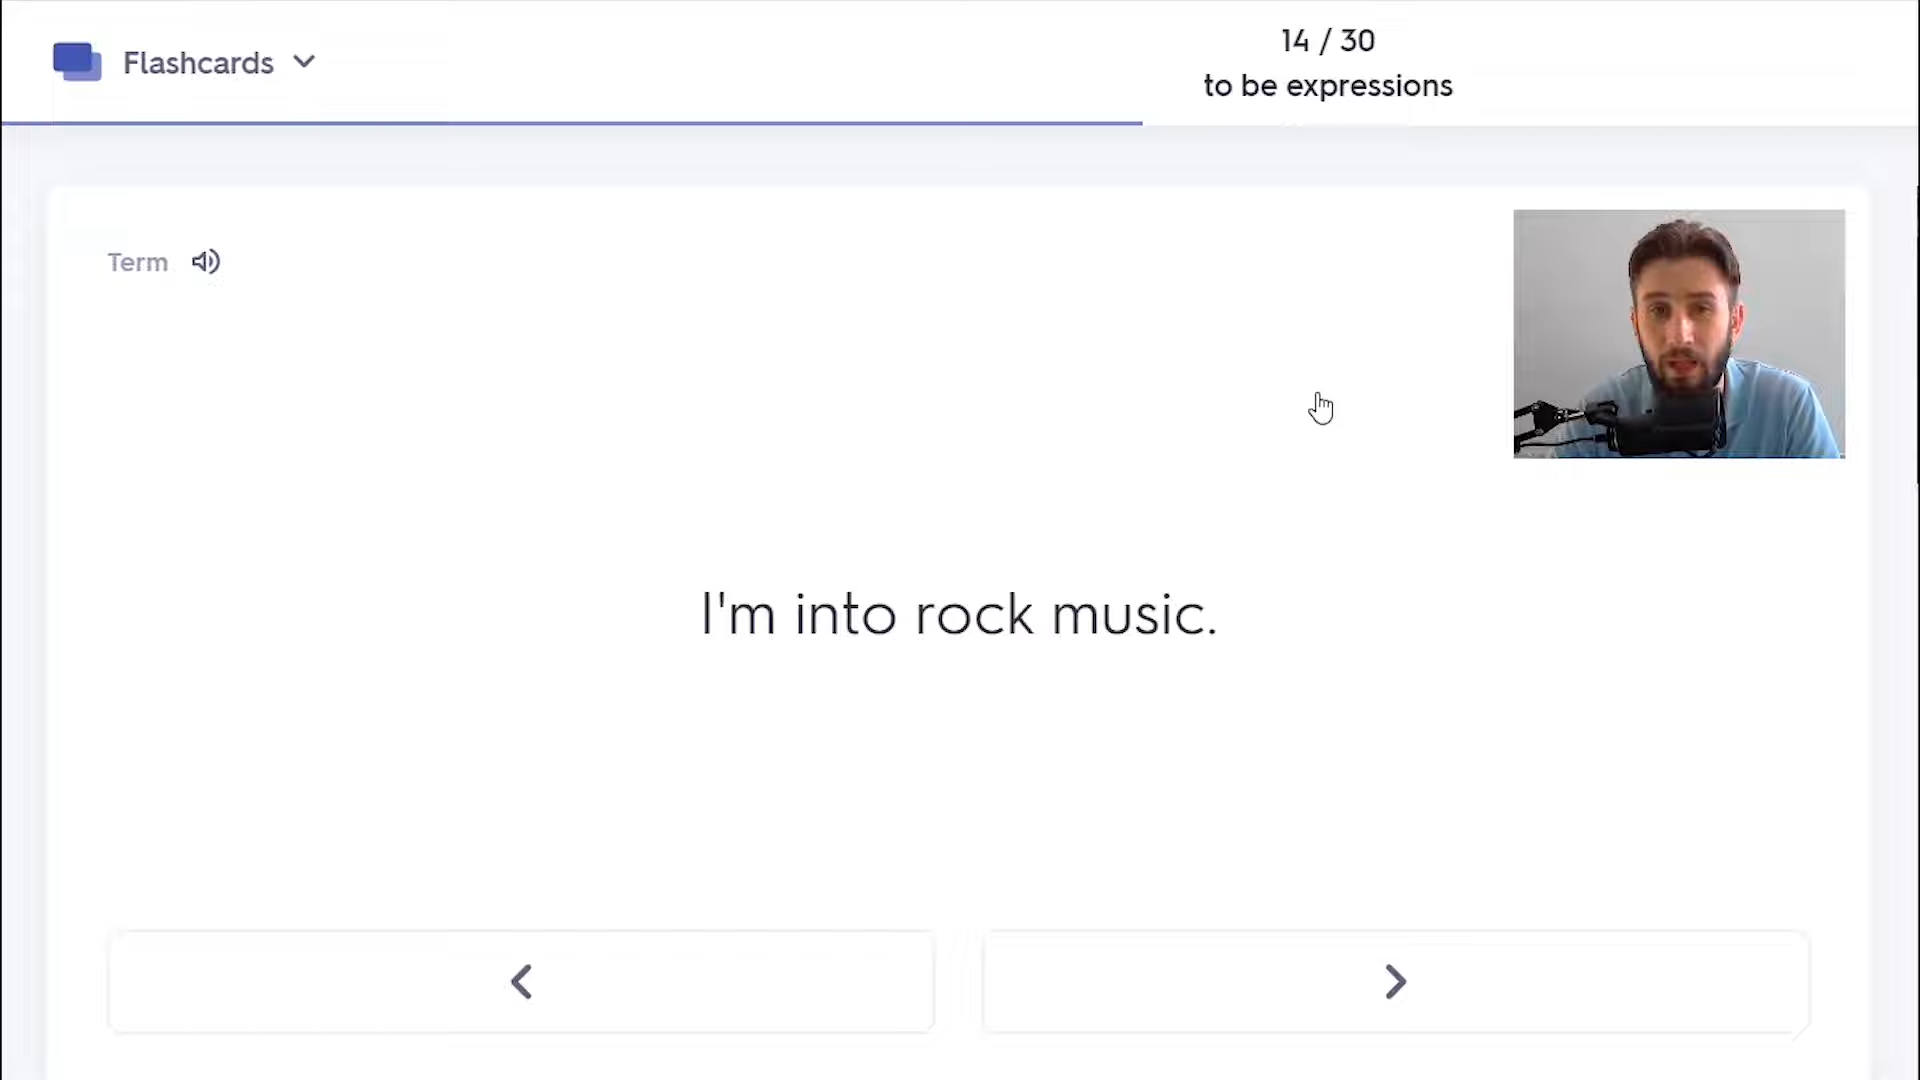 Flashcards
14 / 30
to be expressions
Term
I'm into rock music.